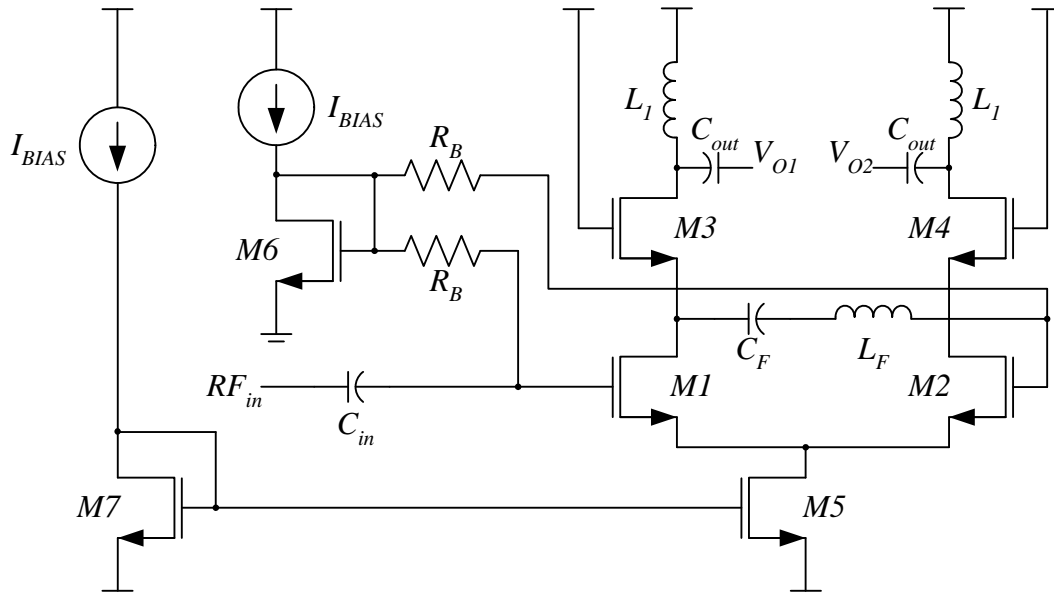 I_BIAS
I_BIAS
R_B
R_B
L_1
L_1
C_out
V_O1
V_O2
C_out
M6
M3
M4
C_F
L_F
RF_in
C_in
M1
M2
M7
M5